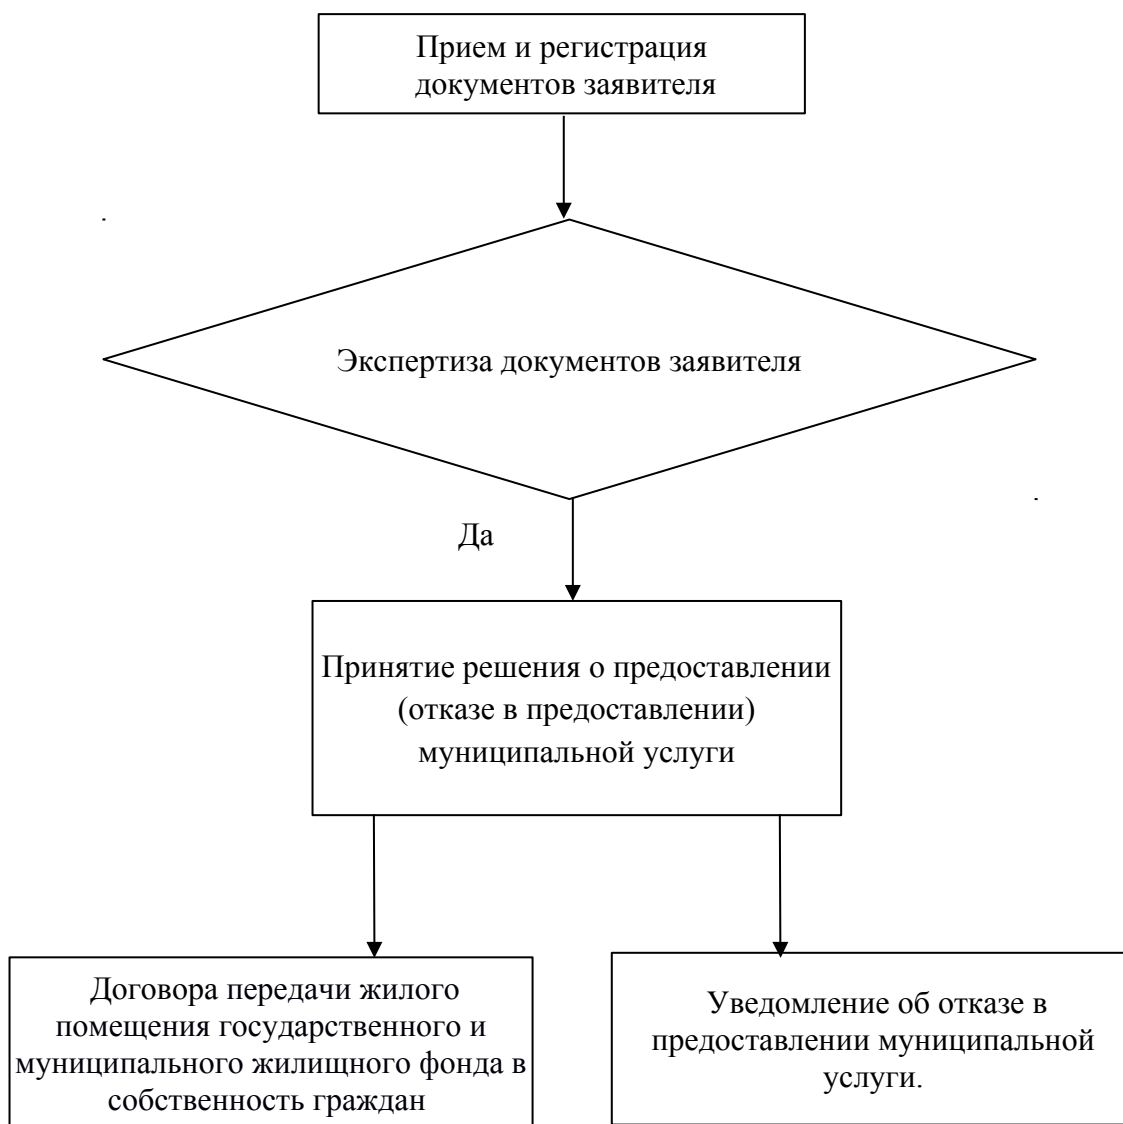 Прием и регистрация
документов заявителя
Экспертиза документов заявителя
Да
Принятие решения о предоставлении
(отказе в предоставлении)
муниципальной услуги
Договора передачи жилого
помещения государственного и
муниципального жилищного фонда в
собственность граждан
Уведомление об отказе в
предоставлении муниципальной
услуги.